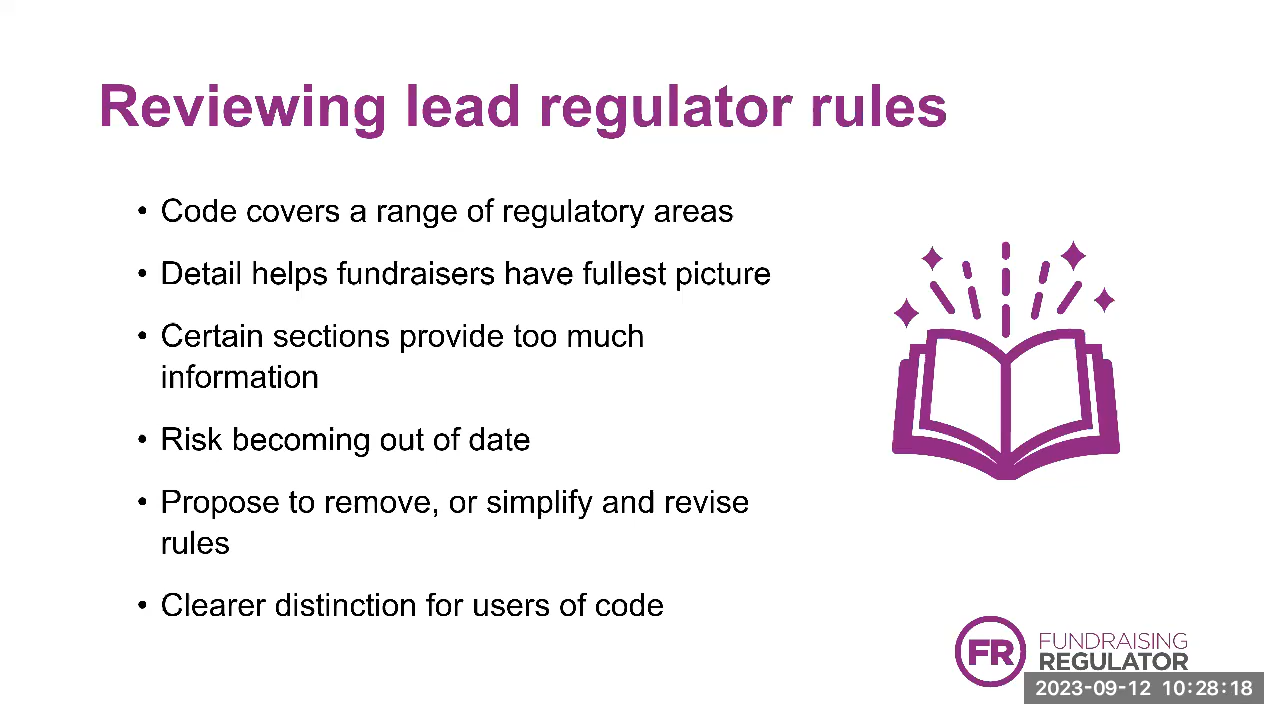 Reviewing lead regulator rules
• Code covers a range of regulatory areas
• Detail helps fundraisers have fullest picture
• Certain sections provide too much
information
• Risk becoming out of date
• Propose to remove, or simplify and revise
rules
• Clearer distinction for users of code
FR FUNDRAISING
REGULATOR
2023-09-12 10:28:18